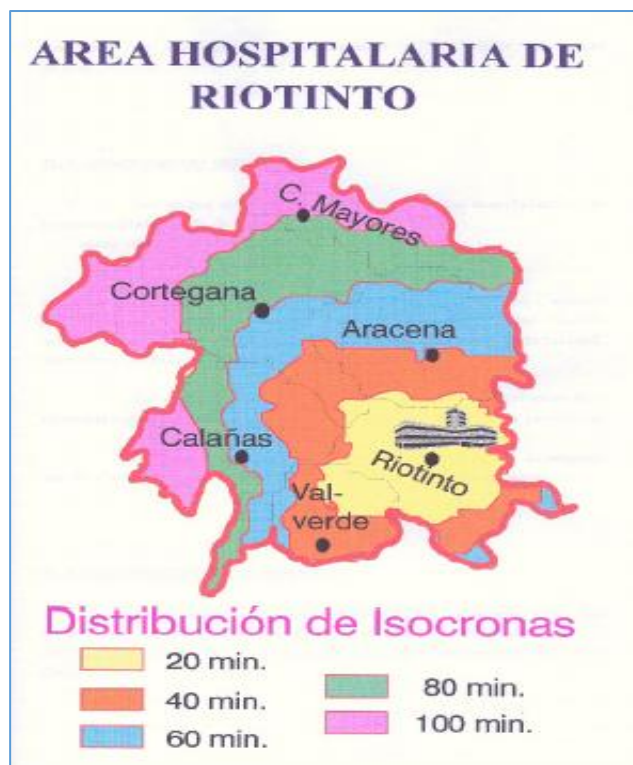 AREA HOSPITALARIA DE
RIOTINTO
C. Mayores
Cortegana
Aracena
Calañas
Riotinto
Val-
verde
Distribución de Isocronas
20 min.
40 min.
60 min.
80 min.
100 min.